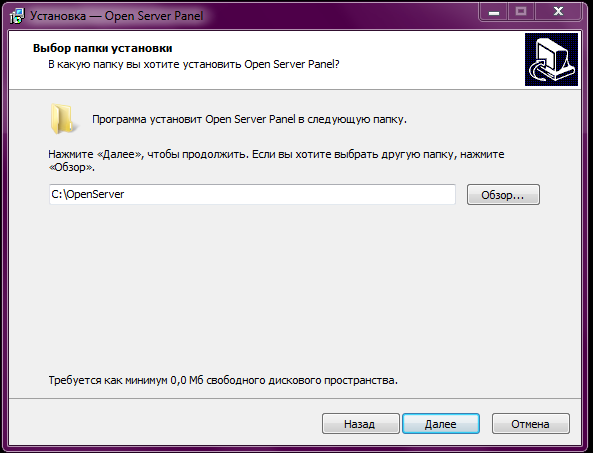 Установка — Open Server Panel
Выбор папки установки
В какую папку вы хотите установить Open Server Panel?
Программа установит Open Server Panel в следующую папку.
Нажмите «Далее», чтобы продолжить. Если вы хотите выбрать другую папку, нажмите
«Обзор».
C:\OpenServer
Обзор...
Требуется как минимум 0,0 Мб свободного дискового пространства.
Назад
Далее
Отмена